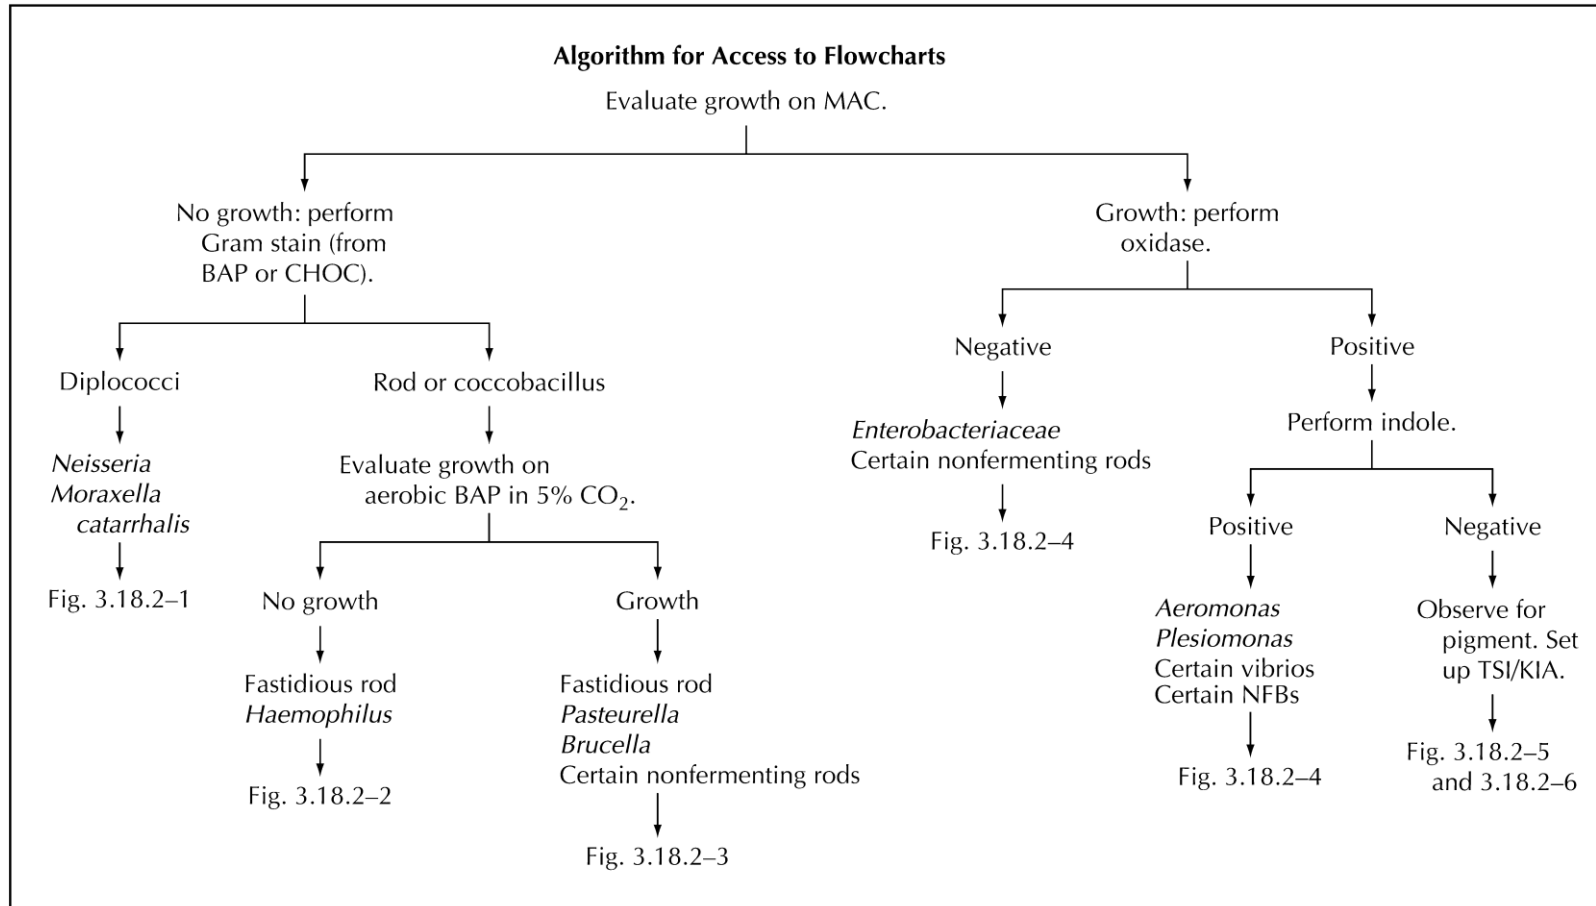 Algorithm for Access to Flowcharts
Evaluate growth on MAC.
No growth: perform
Gram stain (from
BAP or CHOC).
Growth: perform
oxidase.
Diplococci
Rod or coccobacillus
Negative
Positive
Neisseria
Moraxella
catarrhalis
Evaluate growth on
aerobic BAP in 5% CO₂.
Enterobacteriaceae
Certain nonfermenting rods
Perform indole.
Fig. 3.18.2–1
No growth
Growth
Fig. 3.18.2–4
Positive
Negative
Fastidious rod
Haemophilus
Fastidious rod
Pasteurella
Brucella
Certain nonfermenting rods
Aeromonas
Plesiomonas
Certain vibrios
Certain NFBs
Observe for
pigment. Set
up TSI/KIA.
Fig. 3.18.2–2
Fig. 3.18.2–3
Fig. 3.18.2–4
Fig. 3.18.2–5
and 3.18.2–6